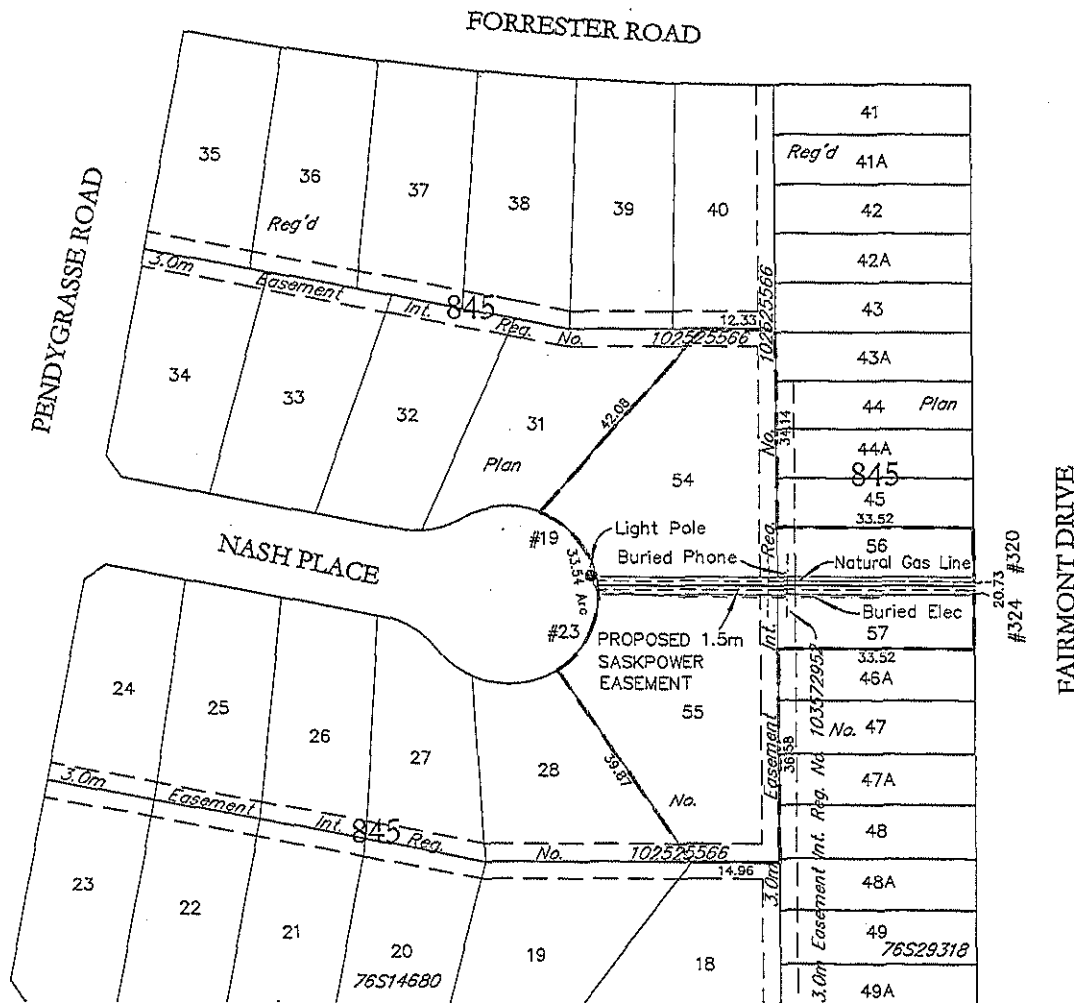 FORRESTER ROAD
PENDYGRASSE ROAD
FAIRMONT DRIVE
NASH PLACE
35
36
37
38
39
40
Reg'd
3.0m Easement Int. Reg. No. 102525566
845
12.33
102625566
34
33
32
31
Plan
42.08
54
No.
34.14
41
Reg'd
41A
42
42A
43
43A
44
Plan
44A
845
45
33.52
56
#19
33.54 Arc
#23
Light Pole
Buried Phone
Natural Gas Line
Buried Elec
Reg.
Int.
Easement
PROPOSED 1.5m
SASKPOWER
EASEMENT
20.73
#320
#324
57
33.52
46A
No. 47
47A
48
48A
49
76S29318
49A
36.58
3.0m Easement Int. Reg. No. 103572952
55
39.87
No.
24
25
26
27
28
3.0m Easement Int. Reg. No. 102525566
845
14.96
3.0m
23
22
21
20
76S14680
19
18